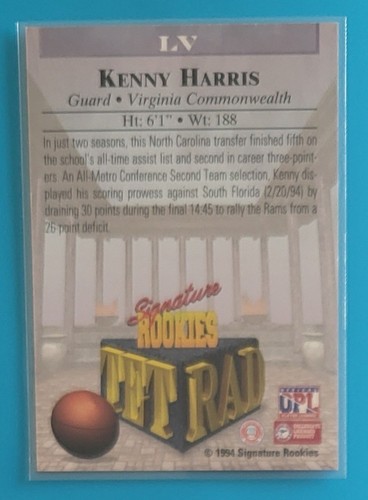 LV
KENNY HARRIS
Guard • Virginia Commonwealth
Ht: 6'1" • Wt: 188
In just two seasons, this North Carolina transfer finished fifth on
the school's all-time assist list and second in career three-point-
ers. An All-Metro Conference Second Team selection, Kenny dis-
played his scoring prowess against South Florida (2/20/94) by
draining 30 points during the final 14:45 to rally the Rams from a
26-point deficit.
Signature
ROOKIES
TETRAD
OPL
© 1994 Signature Rookies